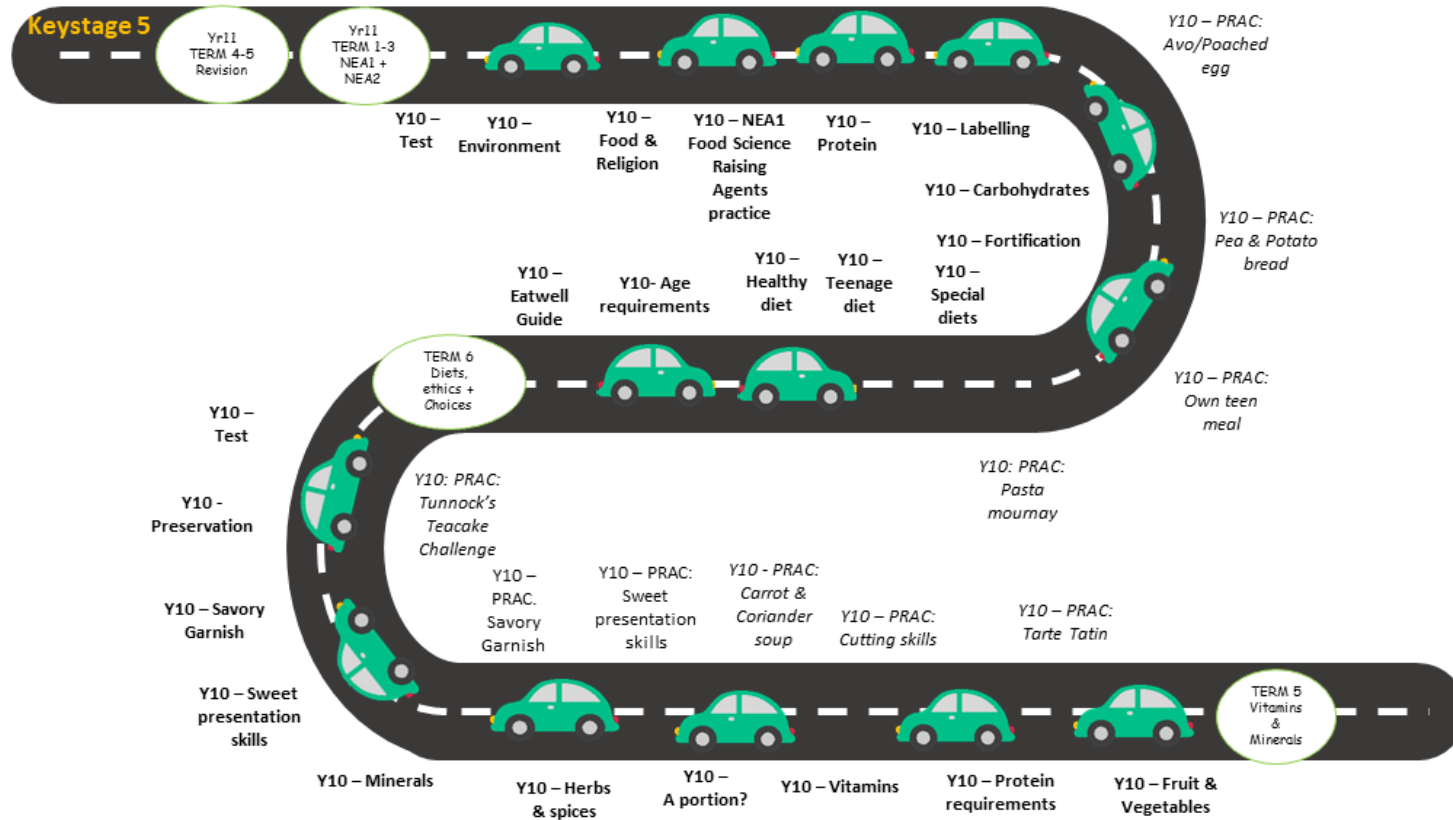 Keystage 5
Yr11
TERM 4-5
Revision
Yr11
TERM 1-3
NEA1 +
NEA2
Y10 – PRAC:
Avo/Poached
egg
Y10 –
Test
Y10 –
Environment
Y10 –
Food &
Religion
Y10 – NEA1
Food Science
Raising
Agents
practice
Y10 –
Protein
Y10 – Labelling
Y10 – Carbohydrates
Y10 – PRAC:
Pea & Potato
bread
Y10 – Fortification
Y10 –
Eatwell
Guide
Y10- Age
requirements
Y10 –
Healthy
diet
Y10 –
Teenage
diet
Y10 –
Special
diets
TERM 6
Diets,
ethics +
Choices
Y10 – PRAC:
Own teen
meal
Y10 –
Test
Y10: PRAC:
Tunnock's
Teacake
Challenge
Y10: PRAC:
Pasta
mournay
Y10 -
Preservation
Y10 –
PRAC.
Savory
Garnish
Y10 – PRAC:
Sweet
presentation
skills
Y10 - PRAC:
Carrot &
Coriander
soup
Y10 – PRAC:
Cutting skills
Y10 – PRAC:
Tarte Tatin
Y10 – Savory
Garnish
Y10 – Sweet
presentation
skills
TERM 5
Vitamins
&
Minerals
Y10 – Minerals
Y10 – Herbs
& spices
Y10 –
A portion?
Y10 – Vitamins
Y10 – Protein
requirements
Y10 – Fruit &
Vegetables